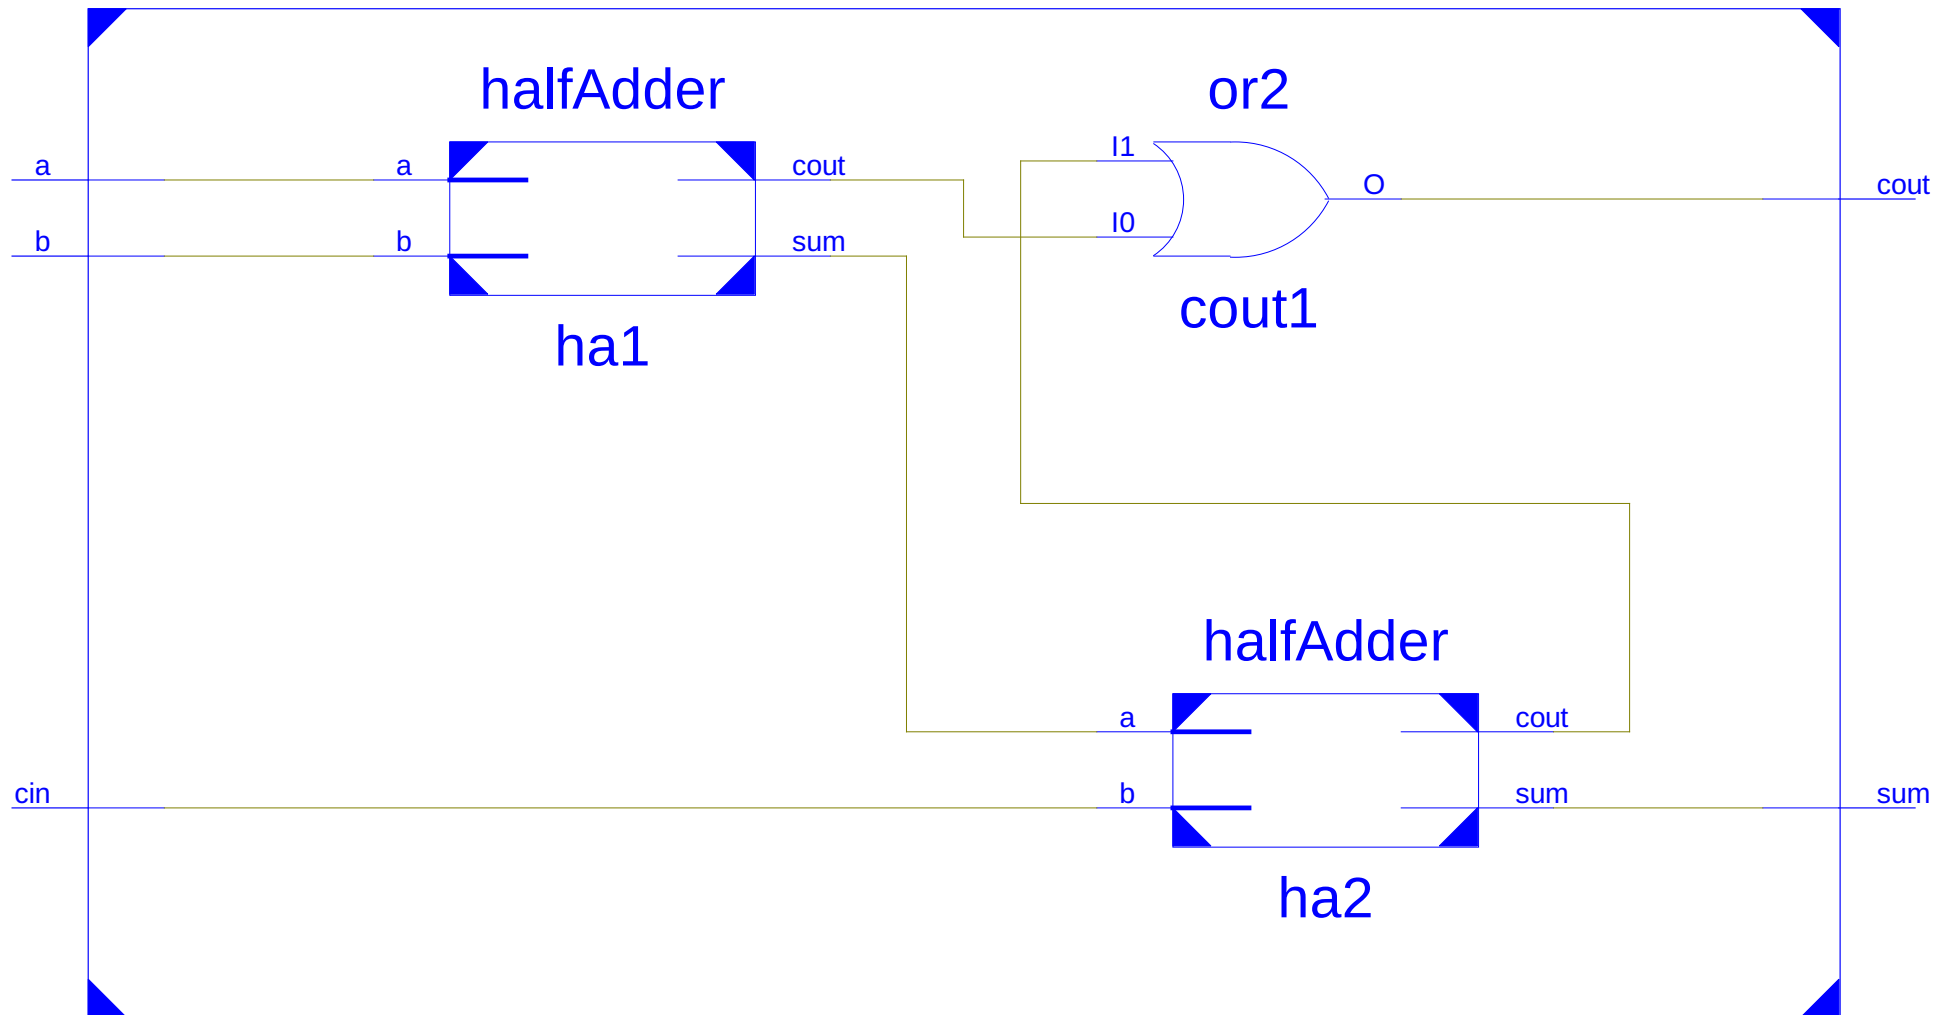 halfAdder
or2
I1
a
a
cout
O
cout
b
b
sum
I0
cout1
ha1
halfAdder
a
cout
cin
b
sum
sum
ha2